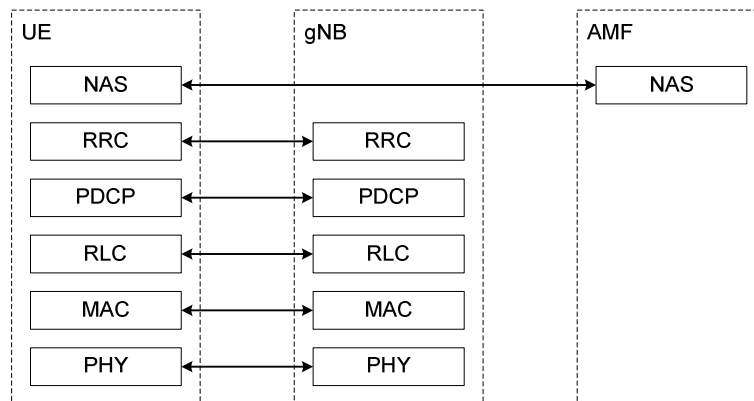 UE gNB AMF
NAS NAS
RRC RRC
PDCP PDCP
RLC RLC
MAC MAC
PHY PHY